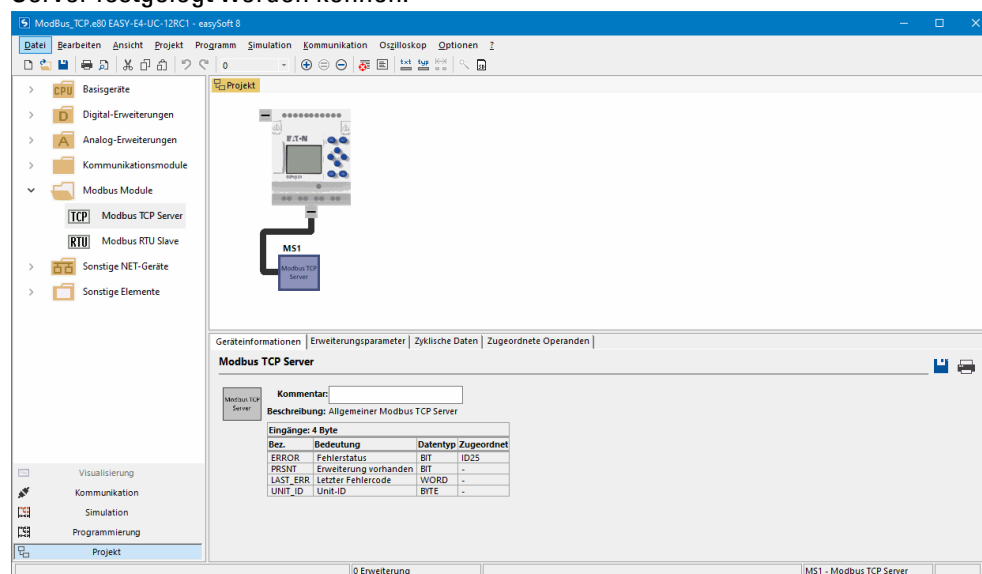 Server festgelegt werden können.
ModBus_TCP.e80 EASY-E4-UC-12RC1 - easySoft 8
Datei Bearbeiten Ansicht Projekt Programm Simulation Kommunikation Oszilloskop Optionen ?
0
CPU Basisgeräte
D Digital-Erweiterungen
A Analog-Erweiterungen
Kommunikationsmodule
Modbus Module
TCP Modbus TCP Server
RTU Modbus RTU Slave
Sonstige NET-Geräte
Sonstige Elemente
Projekt
MS1
Modbus TCP
Server
Geräteinformationen Erweiterungsparameter Zyklische Daten Zugeordnete Operanden
Modbus TCP Server
Modbus TCP
Server
Kommentar:
Beschreibung: Allgemeiner Modbus TCP Server
Eingänge: 4 Byte
Bez. Bedeutung Datentyp Zugeordnet
ERROR Fehlerstatus BIT ID25
PRSNT Erweiterung vorhanden BIT -
LAST_ERR Letzter Fehlercode WORD -
UNIT_ID Unit-ID BYTE -
Visualisierung
Kommunikation
Simulation
Programmierung
Projekt
0 Erweiterung
MS1 - Modbus TCP Server